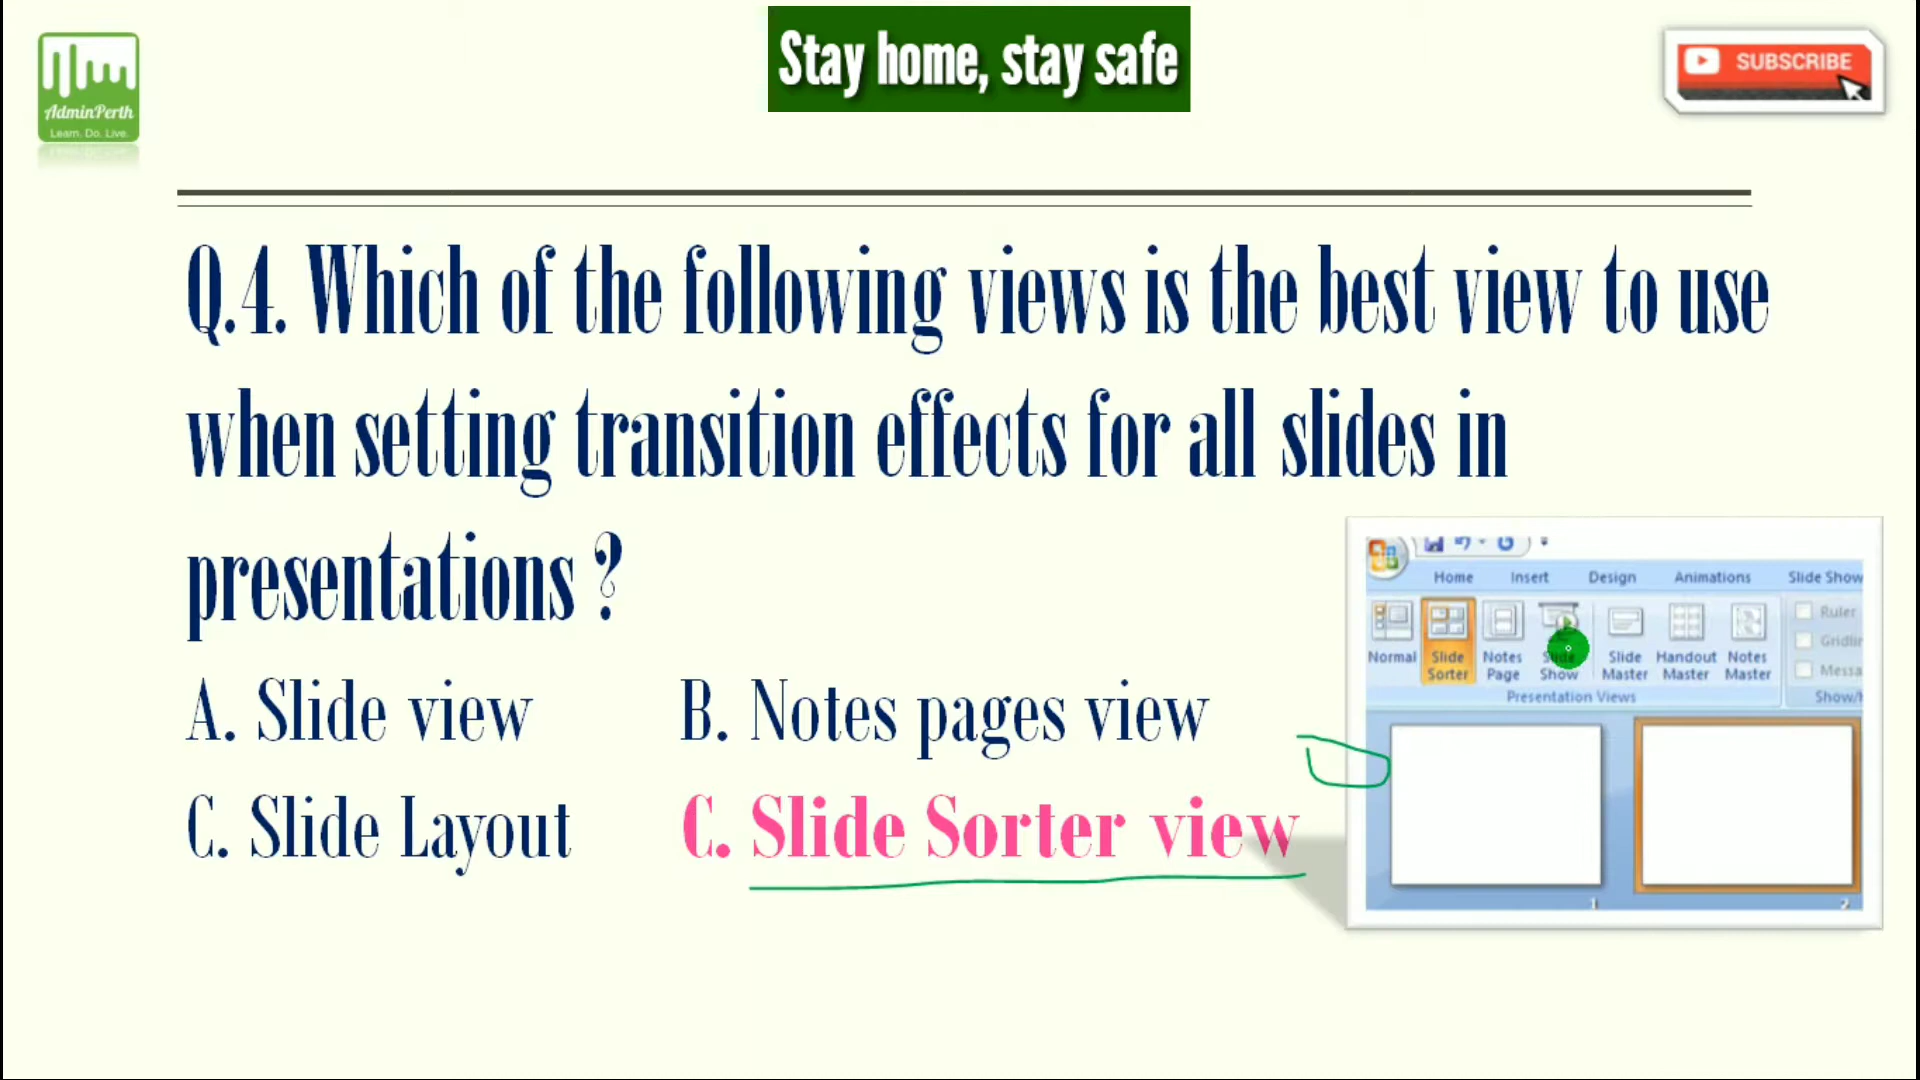 Stay home, stay safe
AdminPerth
Learn. Do. Live.
SUBSCRIBE
Q.4. Which of the following views is the best view to use
when setting transition effects for all slides in
presentations ?
A. Slide view B. Notes pages view
C. Slide Layout C. Slide Sorter view
Home Insert Design Animations Slide Show
Normal Slide Sorter Notes Page Slide Show Slide Master Handout Master Notes Master
Ruler
Presentation Views
1 2